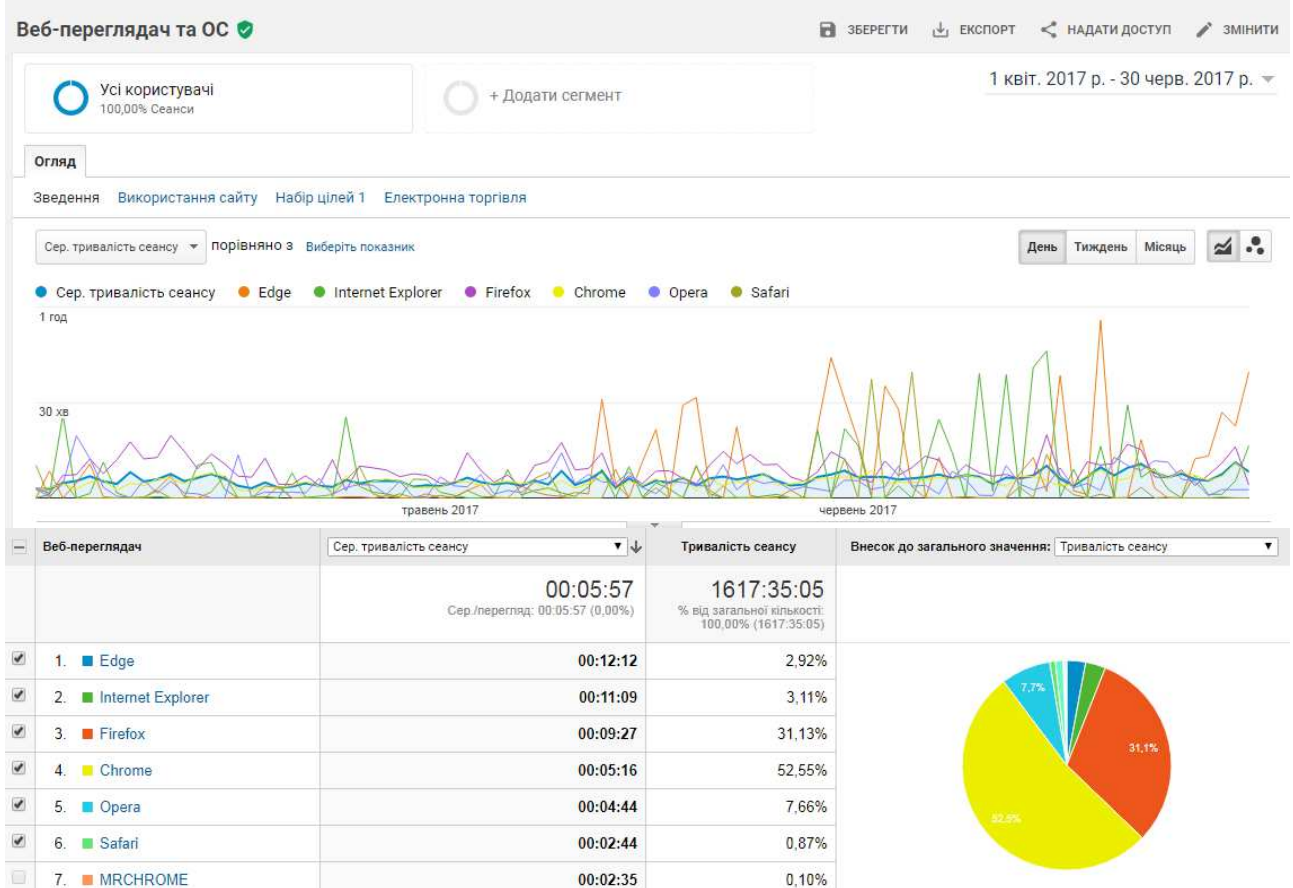 Веб-переглядач та ОС
ЗБЕРЕГТИ ЕКСПОРТ НАДАТИ ДОСТУП ЗМІНИТИ
Усі користувачі
100,00% Сеанси
+ Додати сегмент
1 квіт. 2017 р. - 30 черв. 2017 р.
Огляд
Зведення Використання сайту Набір цілей 1 Електронна торгівля
Сер. тривалість сеансу порівняно з Виберіть показник
День Тиждень Місяць
Сер. тривалість сеансу Edge Internet Explorer Firefox Chrome Opera Safari
1 год
30 хв
травень 2017 червень 2017
Веб-переглядач Сер. тривалість сеансу Тривалість сеансу Внесок до загального значення: Тривалість сеансу
00:05:57 1617:35:05
Сер./перегляд: 00:05:57 (0,00%) % від загальної кількості:
100,00% (1617:35:05)
1. Edge 00:12:12 2,92%
2. Internet Explorer 00:11:09 3,11%
3. Firefox 00:09:27 31,13%
4. Chrome 00:05:16 52,55%
5. Opera 00:04:44 7,66%
6. Safari 00:02:44 0,87%
7. MRCHROME 00:02:35 0,10%
7,7%
31,1%
52,5%